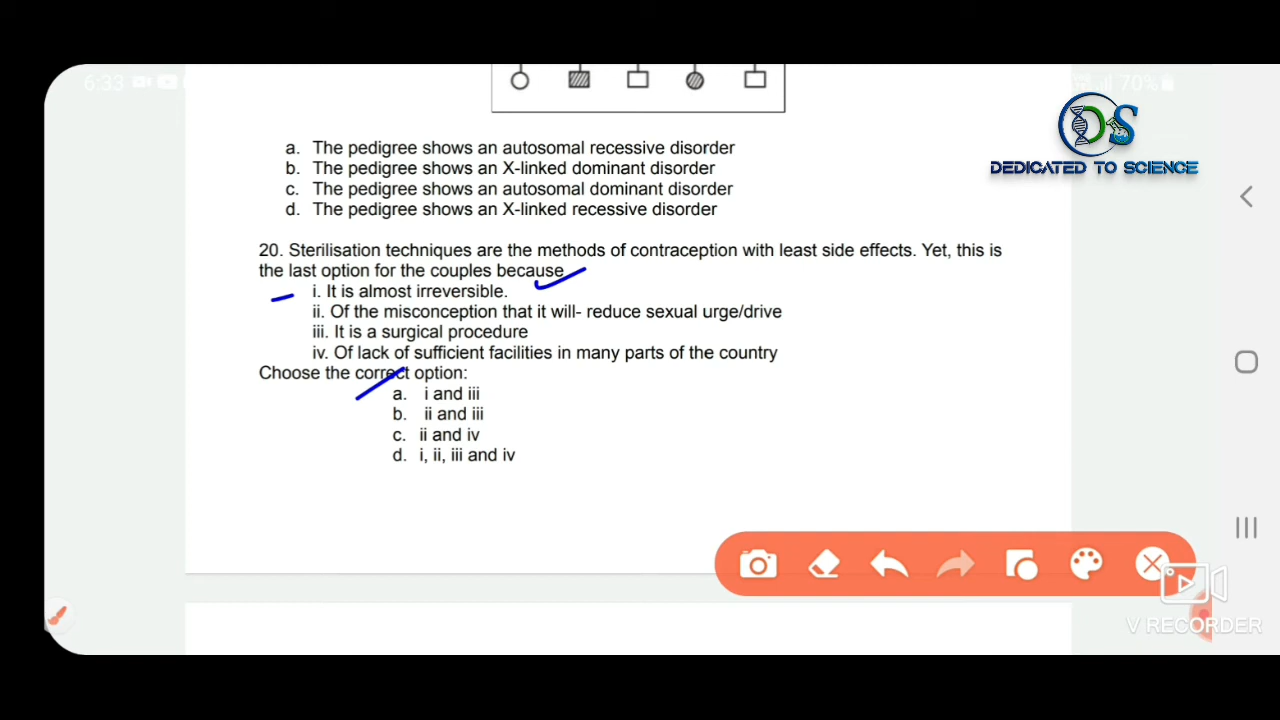 6:33
70%
DS
DEDICATED TO SCIENCE
a. The pedigree shows an autosomal recessive disorder
b. The pedigree shows an X-linked dominant disorder
c. The pedigree shows an autosomal dominant disorder
d. The pedigree shows an X-linked recessive disorder
20. Sterilisation techniques are the methods of contraception with least side effects. Yet, this is
the last option for the couples because
i. It is almost irreversible.
ii. Of the misconception that it will- reduce sexual urge/drive
iii. It is a surgical procedure
iv. Of lack of sufficient facilities in many parts of the country
Choose the correct option:
a. i and iii
b. ii and iii
c. ii and iv
d. i, ii, iii and iv
V RECORDER